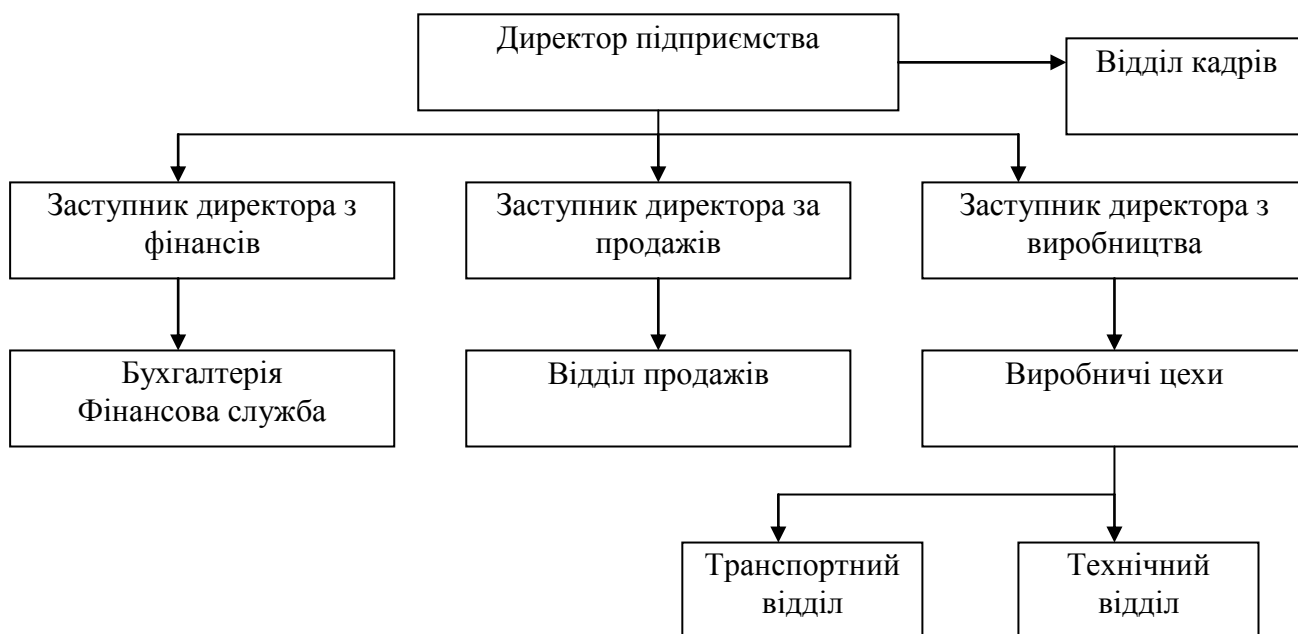 Директор підприємства
Відділ кадрів
Заступник директора з
фінансів
Заступник директора за
продажів
Заступник директора з
виробництва
Бухгалтерія
Фінансова служба
Відділ продажів
Виробничі цехи
Транспортний
відділ
Технічний
відділ